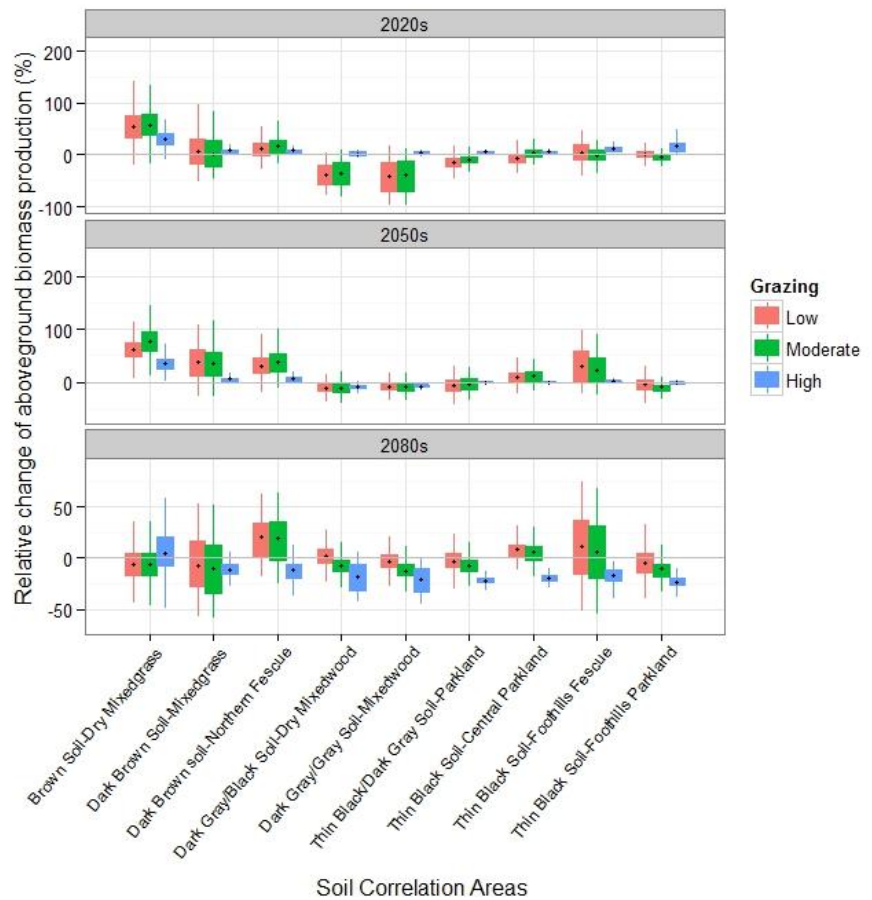 2020s
200
100
0
-100
2050s
200
100
0
2080s
50
0
-50
Relative change of aboveground biomass production (%)
Brown Soil-Dry Mixedgrass
Dark Brown Soil-Mixedgrass
Dark Brown soil-Northern Fescue
Dark Gray/Black Soil-Dry Mixedwood
Dark Gray/Gray Soil-Mixedwood
Thin Black/Dark Gray Soil-Parkland
Thin Black Soil-Central Parkland
Thin Black Soil-Foothills Fescue
Thin Black Soil-Foothills Parkland
Soil Correlation Areas
Grazing
Low
Moderate
High